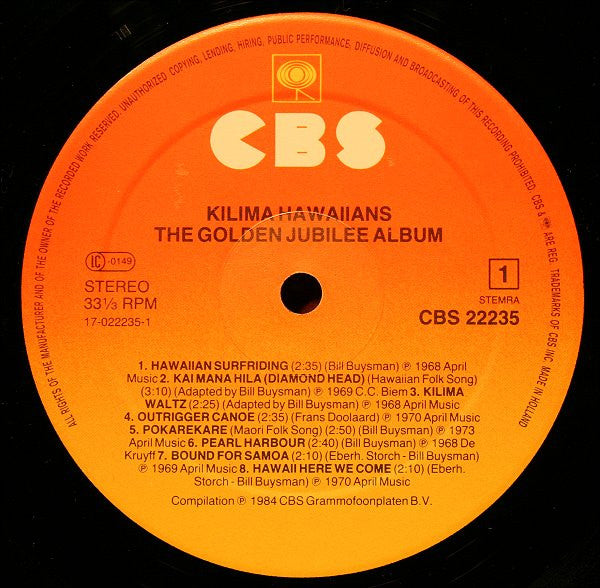 ALL RIGHTS OF THE MANUFACTURER AND OF THE OWNER OF THE RECORDED WORK RESERVED. UNAUTHORIZED COPYING, LENDING, HIRING, PUBLIC PERFORMANCE, DIFFUSION AND BROADCASTING OF THIS RECORDING PROHIBITED. CBS & ARE REG. TRADEMARKS OF CBS INC. MADE IN HOLLAND
CBS
KILIMA HAWAIIANS
THE GOLDEN JUBILEE ALBUM
(IC)-0149
STEREO
33⅓ RPM
17-022235-1
1
STEMRA
CBS 22235
1. HAWAIIAN SURFRIDING (2:35) (Bill Buysman) ℗ 1968 April
Music 2. KAI MANA HILA (DIAMOND HEAD) (Hawaiian Folk Song)
(3:10) (Adapted by Bill Buysman) ℗ 1969 C.C. Biem 3. KILIMA
WALTZ (2:25) (Adapted by Bill Buysman) ℗ 1968 April Music
4. OUTRIGGER CANOE (2:35) (Frans Doolaard) ℗ 1970 April Music
5. POKAREKARE (Maori Folk Song) (2:50) (Bill Buysman) ℗ 1973
April Music 6. PEARL HARBOUR (2:40) (Bill Buysman) ℗ 1968 De
Kruyff 7. BOUND FOR SAMOA (2:10) (Eberh. Storch - Bill Buysman)
℗ 1969 April Music 8. HAWAII HERE WE COME (2:10) (Eberh.
Storch - Bill Buysman) ℗ 1970 April Music
Compilation ℗ 1984 CBS Grammofoonplaten B.V.